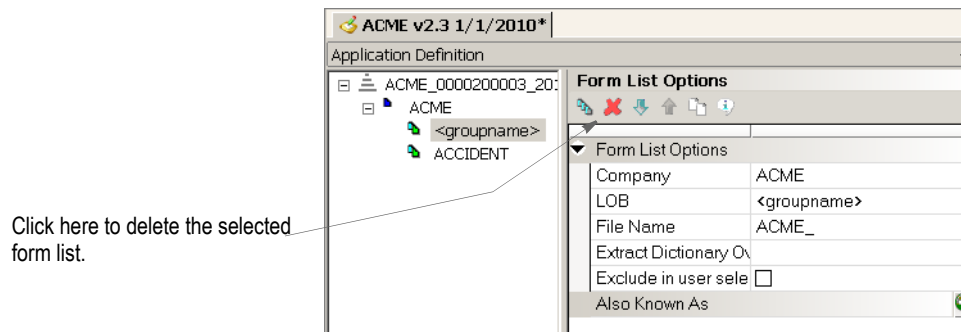 ACME v2.3 1/1/2010*
Application Definition
ACME_0000200003_20:
ACME
<groupname>
ACCIDENT
Form List Options
Form List Options
Company ACME
LOB <groupname>
File Name ACME_
Extract Dictionary Ov
Exclude in user sele
Also Known As
Click here to delete the selected
form list.